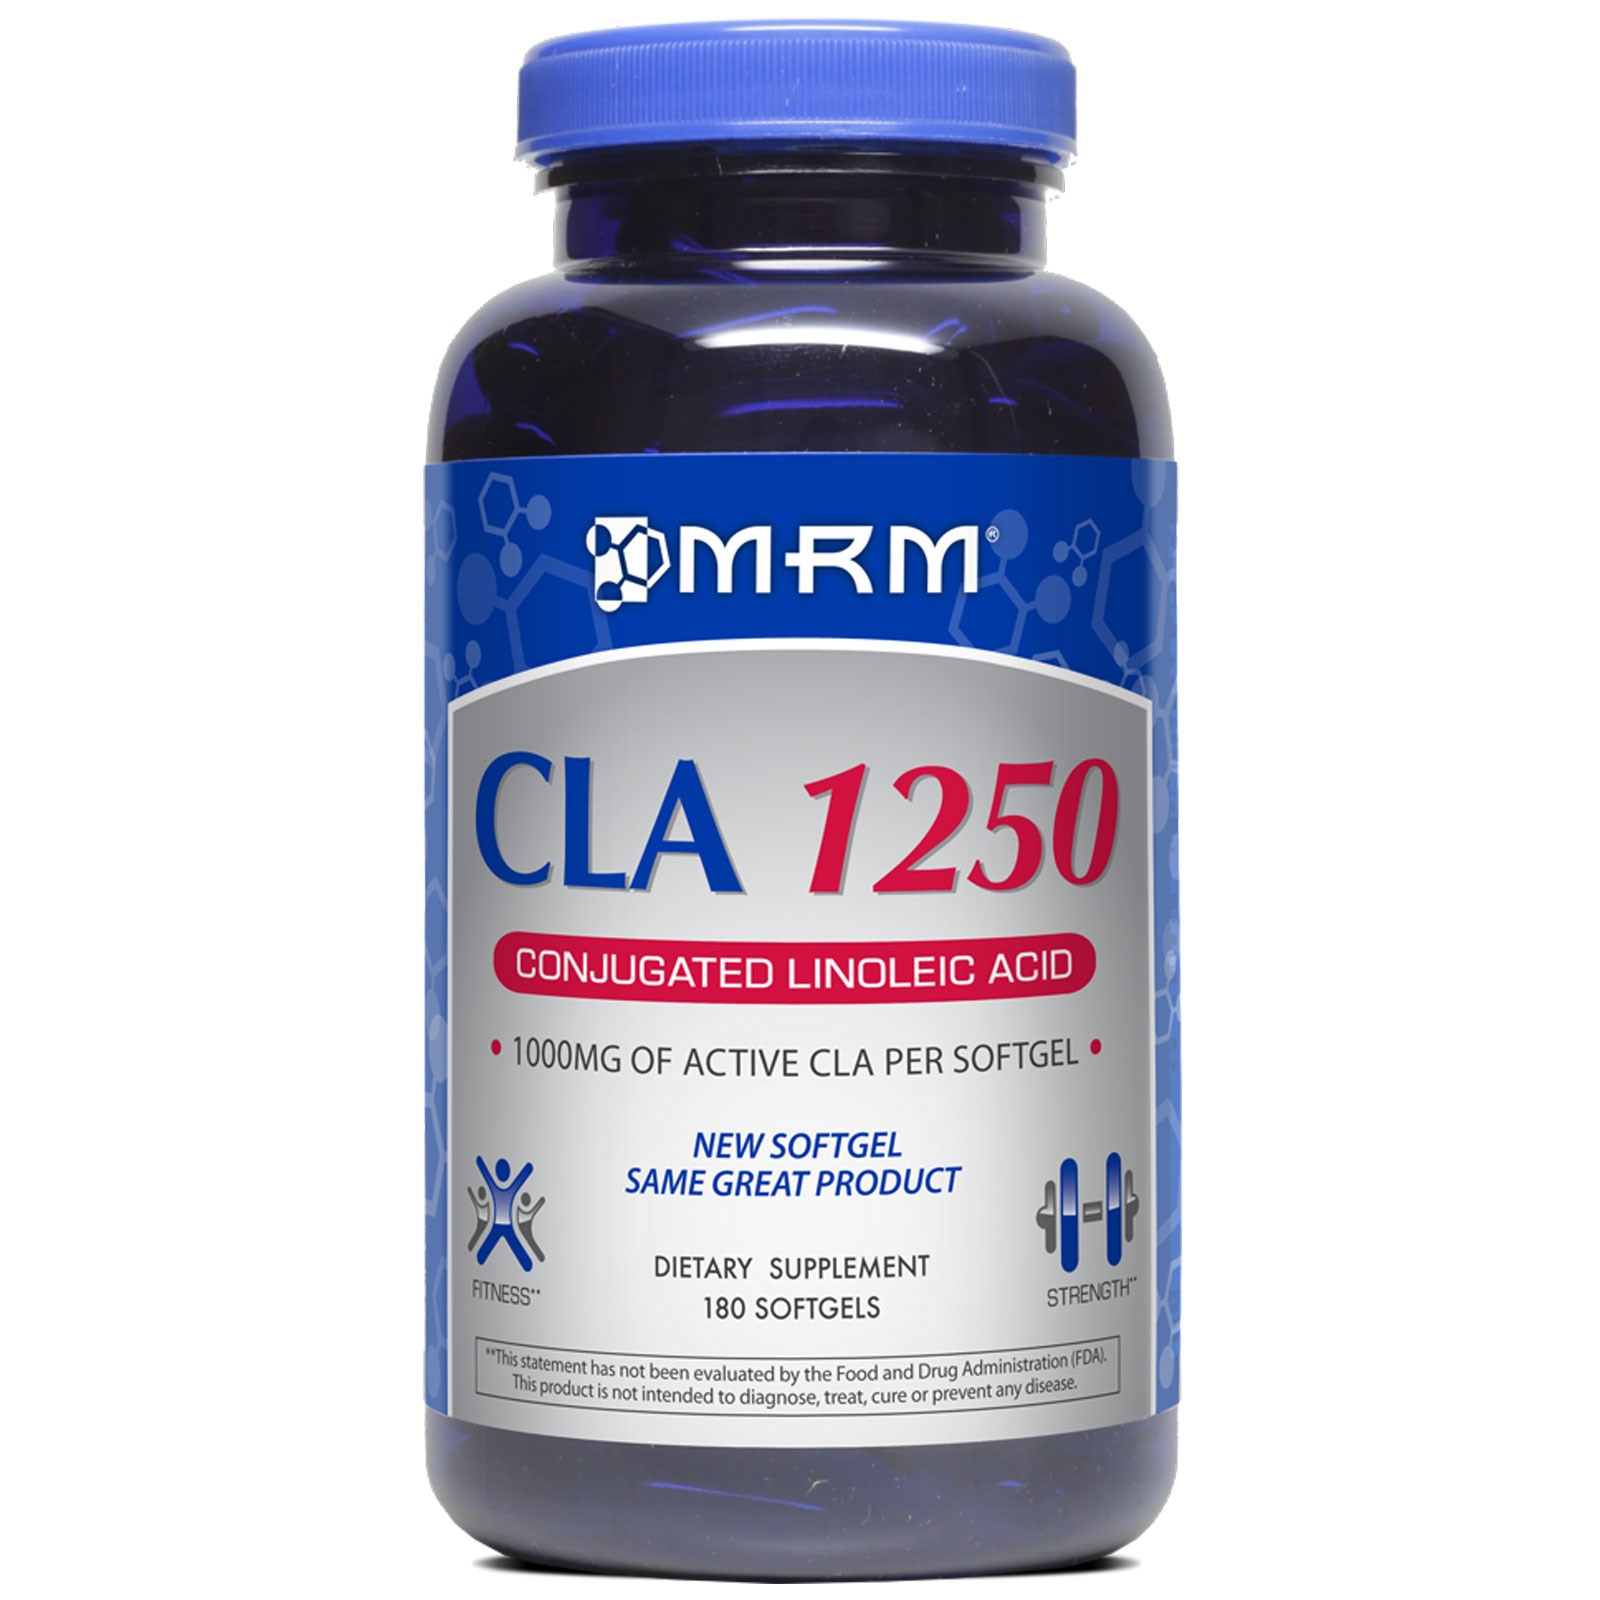 MRM®
CLA 1250
CONJUGATED LINOLEIC ACID
• 1000MG OF ACTIVE CLA PER SOFTGEL •
NEW SOFTGEL
SAME GREAT PRODUCT
FITNESS**
STRENGTH**
DIETARY SUPPLEMENT
180 SOFTGELS
**This statement has not been evaluated by the Food and Drug Administration (FDA).
This product is not intended to diagnose, treat, cure or prevent any disease.